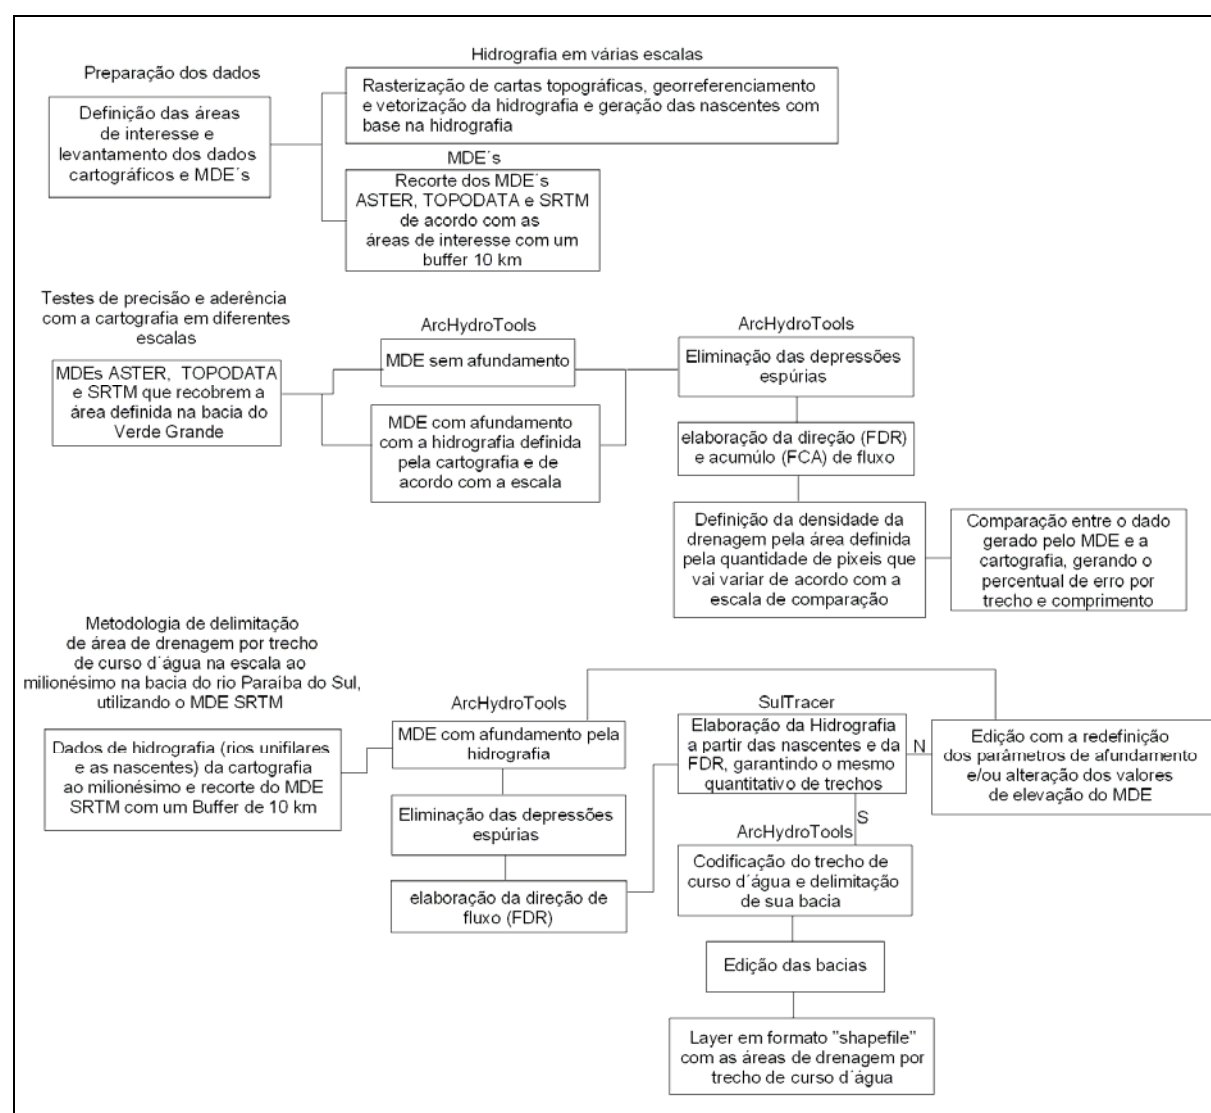 Preparação dos dados
Definição das áreas
de interesse e
levantamento dos dados
cartográficos e MDE´s
Hidrografia em várias escalas
Rasterização de cartas topográficas, georreferenciamento
e vetorização da hidrografia e geração das nascentes com
base na hidrografia
MDE´s
Recorte dos MDE´s
ASTER, TOPODATA e SRTM
de acordo com as
áreas de interesse com um
buffer 10 km
Testes de precisão e aderência
com a cartografia em diferentes
escalas
MDEs ASTER, TOPODATA
e SRTM que recobrem a
área definida na bacia do
Verde Grande
ArcHydroTools
MDE sem afundamento
MDE com afundamento
com a hidrografia definida
pela cartografia e de
acordo com a escala
ArcHydroTools
Eliminação das depressões
espúrias
elaboração da direção (FDR)
e acumúlo (FCA) de fluxo
Definição da densidade da
drenagem pela área definida
pela quantidade de pixeis que
vai variar de acordo com a
escala de comparação
Comparação entre o dado
gerado pelo MDE e a
cartografia, gerando o
percentual de erro por
trecho e comprimento
Metodologia de delimitação
de área de drenagem por trecho
de curso d´água na escala ao
milionésimo na bacia do rio Paraiba do Sul,
utilizando o MDE SRTM
Dados de hidrografia (rios unifilares
e as nascentes) da cartografia
ao milionésimo e recorte do MDE
SRTM com um Buffer de 10 km
ArcHydroTools
MDE com afundamento pela
hidrografia
Eliminação das depressões
espúrias
elaboração da direção de
fluxo (FDR)
SulTracer
Elaboração da Hidrografia
a partir das nascentes e da
FDR, garantindo o mesmo
quantitativo de trechos
N
Edição com a redefinição
dos parâmetros de afundamento
e/ou alteração dos valores
de elevação do MDE
S
ArcHydroTools
Codificação do trecho de
curso d´água e delimitação
de sua bacia
Edição das bacias
Layer em formato "shapefile"
com as áreas de drenagem por
trecho de curso d´água